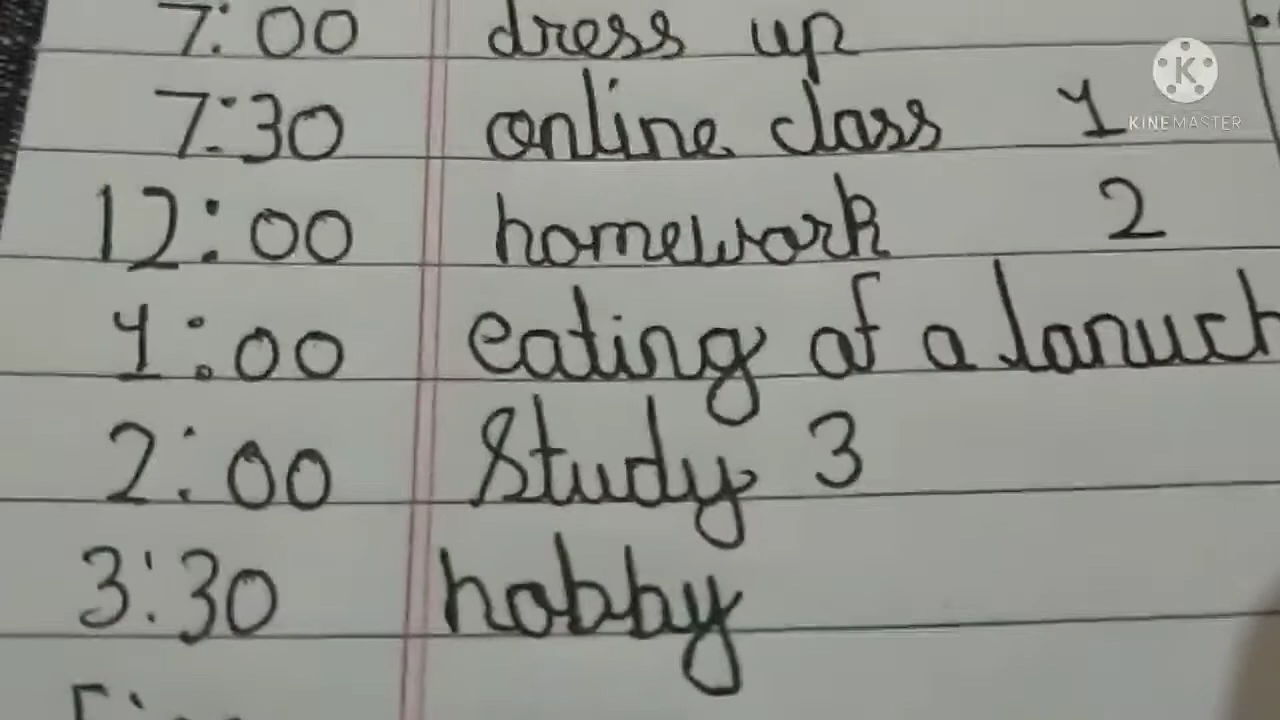 7:00 dress up
7:30 online class 1
12:00 homework 2
1:00 eating of a lanuch
2:00 Study 3
3:30 hobby
KINEMASTER